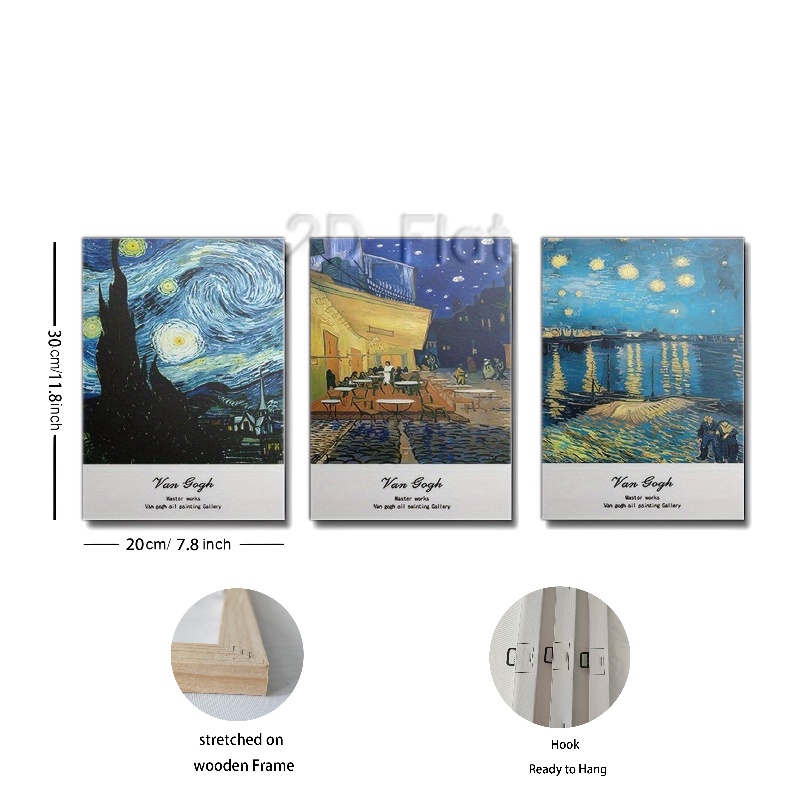 2D Flat
30cm/11.8inch
Van Gogh
Master works
Van gogh oil painting Gallery
Van Gogh
Master works
Van gogh oil painting Gallery
Van Gogh
Master works
Van gogh oil painting Gallery
20cm/ 7.8 inch
stretched on
wooden Frame
Hook
Ready to Hang